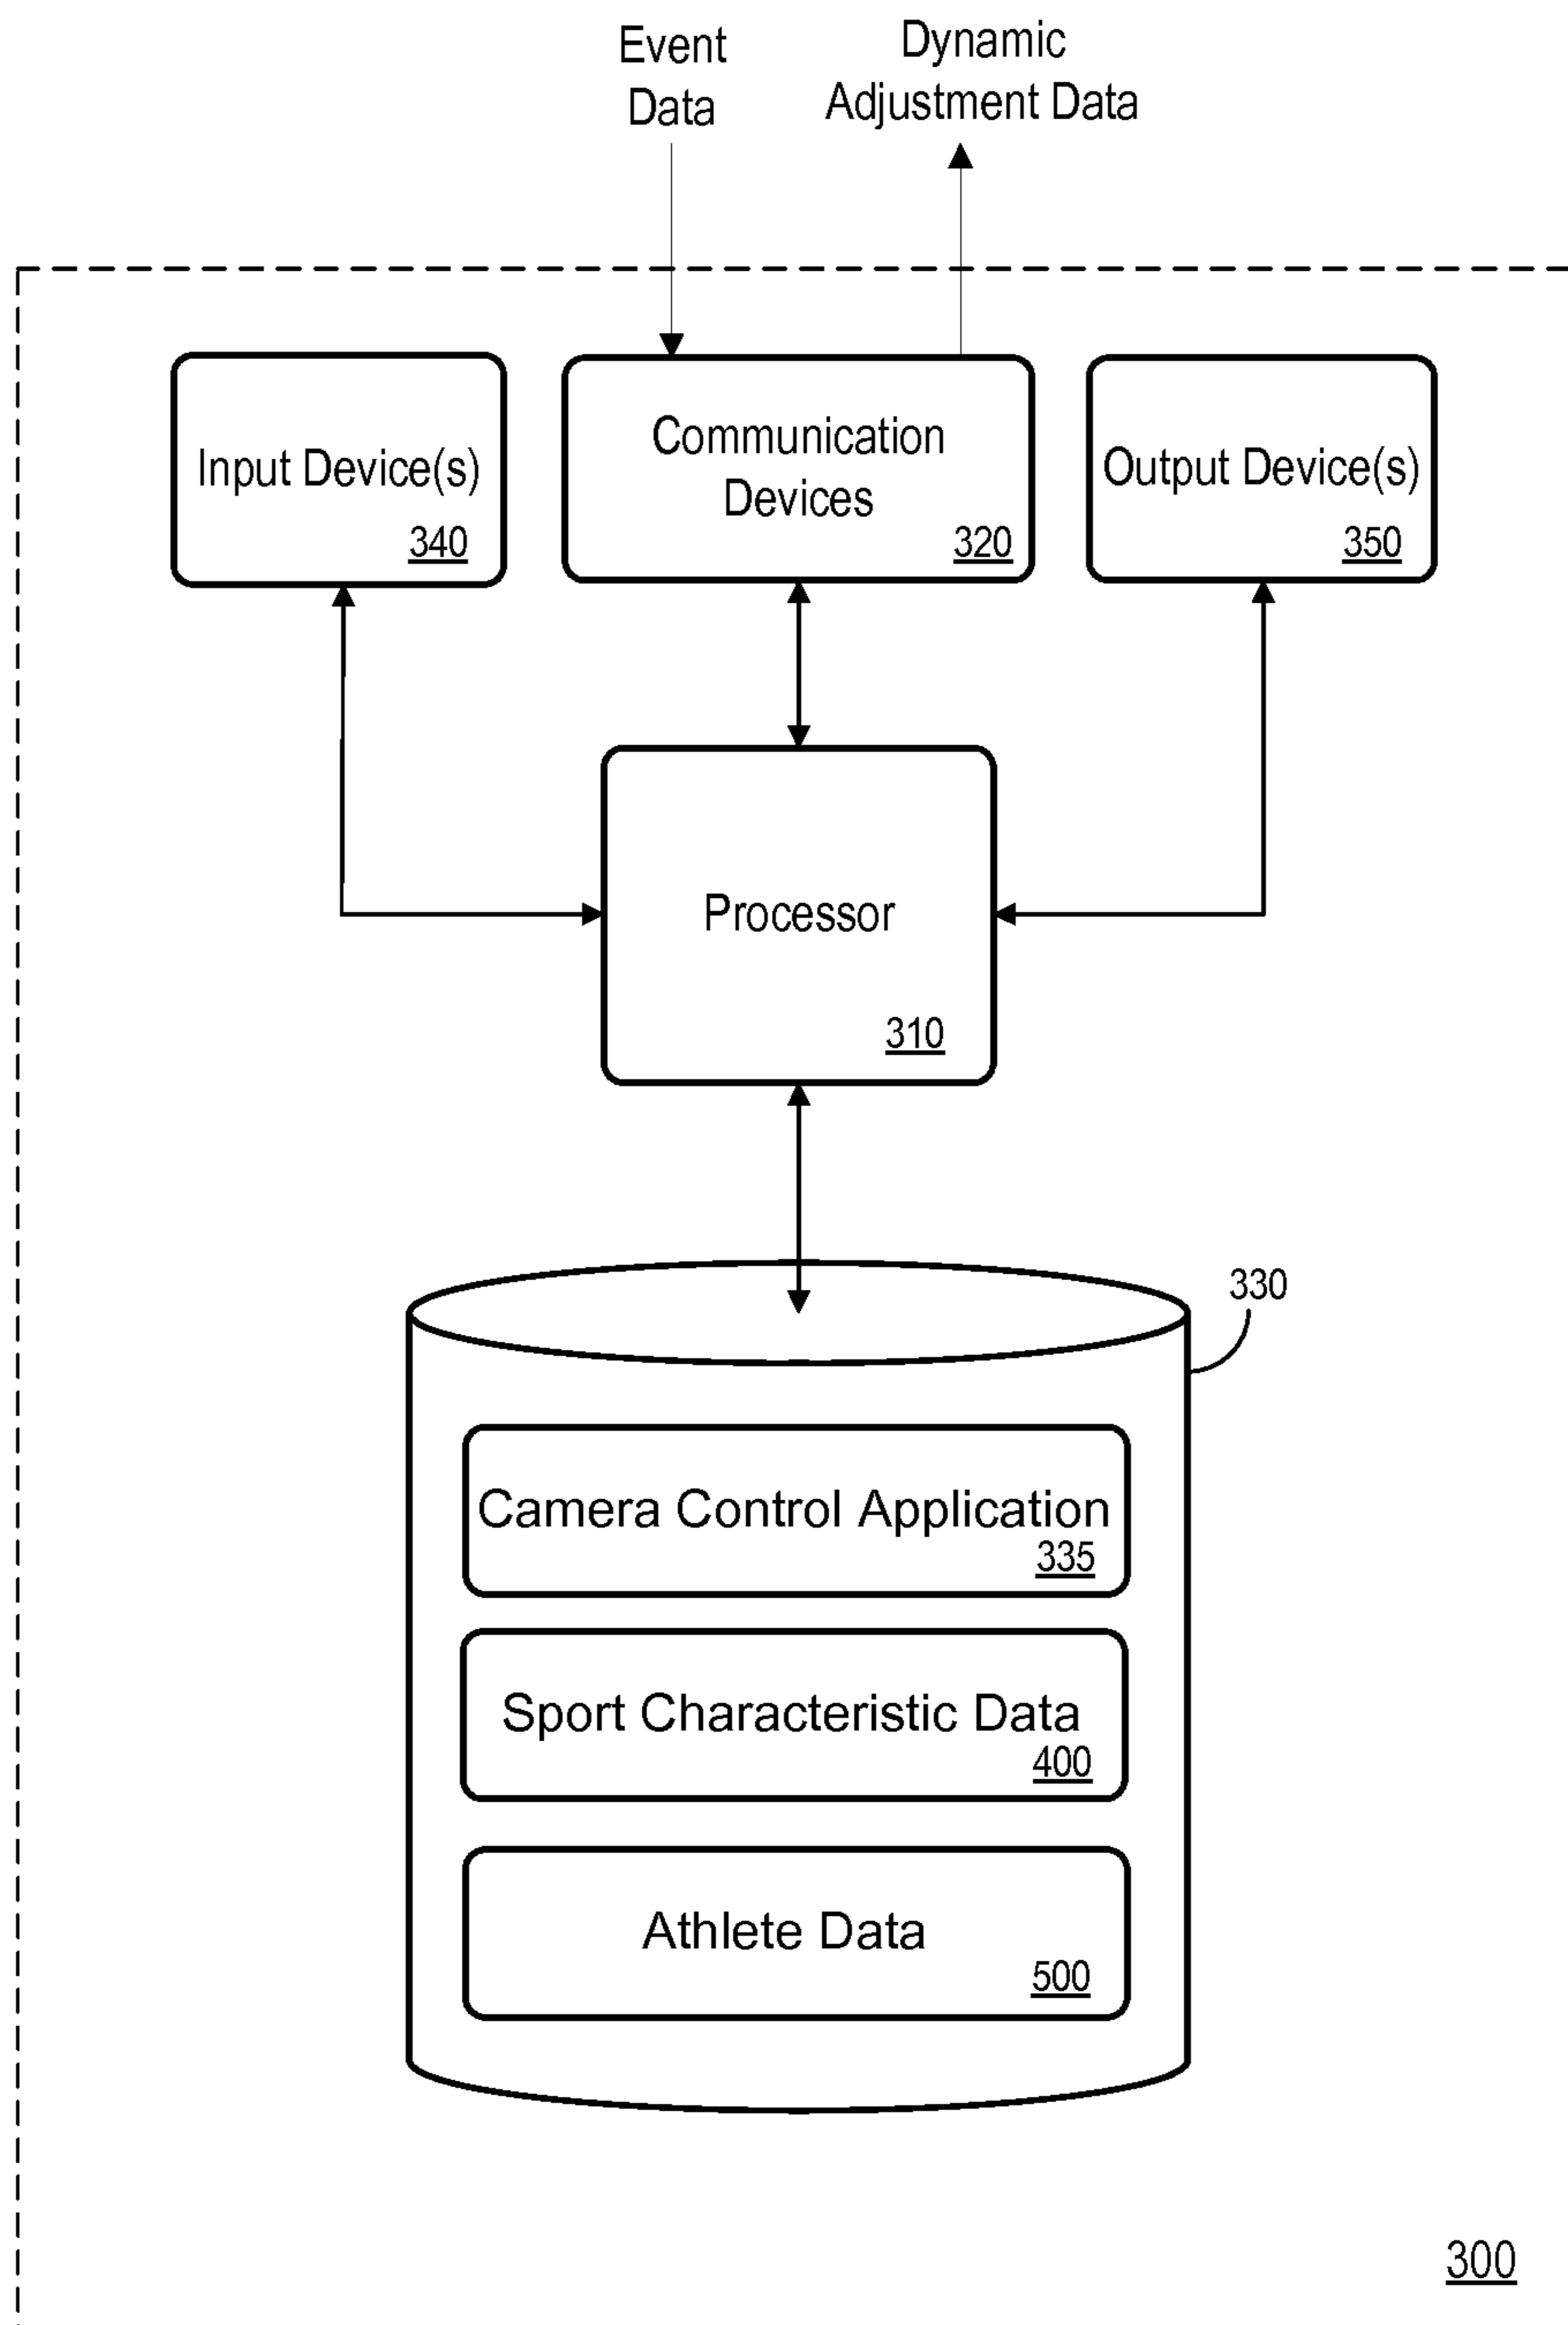 Event
Data
Dynamic
Adjustment Data
Input Device(s)
340
Communication
Devices
320
Output Device(s)
350
Processor
310
330
Camera Control Application
335
Sport Characteristic Data
400
Athlete Data
500
300